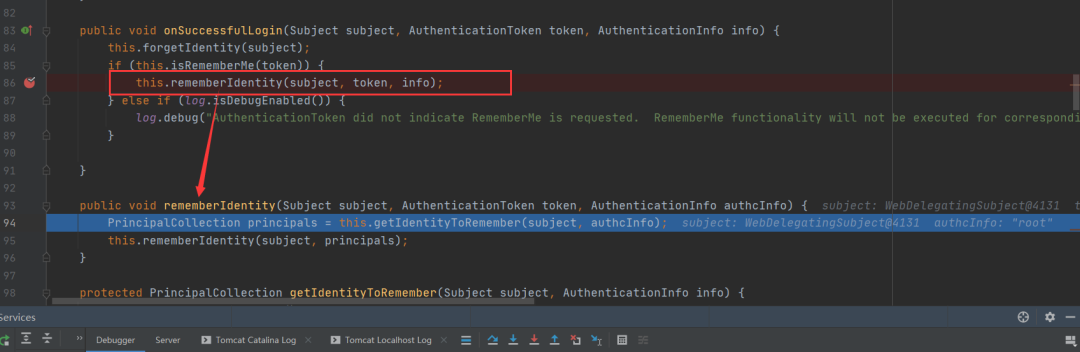 82
83 public void onSuccessfulLogin(Subject subject, AuthenticationToken token, AuthenticationInfo info) {
84 this.forgetIdentity(subject);
85 if (this.isRememberMe(token)) {
86 this.rememberIdentity(subject, token, info);
87 } else if (log.isDebugEnabled()) {
88 log.debug("AuthenticationToken did not indicate RememberMe is requested.  RememberMe functionality will not be executed for correspondi
89 }
90
91 }
92
93 public void rememberIdentity(Subject subject, AuthenticationToken token, AuthenticationInfo authcInfo) { subject: WebDelegatingSubject@4131 t
94 PrincipalCollection principals = this.getIdentityToRemember(subject, authcInfo); subject: WebDelegatingSubject@4131 authcInfo: "root"
95 this.rememberIdentity(subject, principals);
96 }
97
98 protected PrincipalCollection getIdentityToRemember(Subject subject, AuthenticationInfo info) {
Services
Debugger Server Tomcat Catalina Log Tomcat Localhost Log